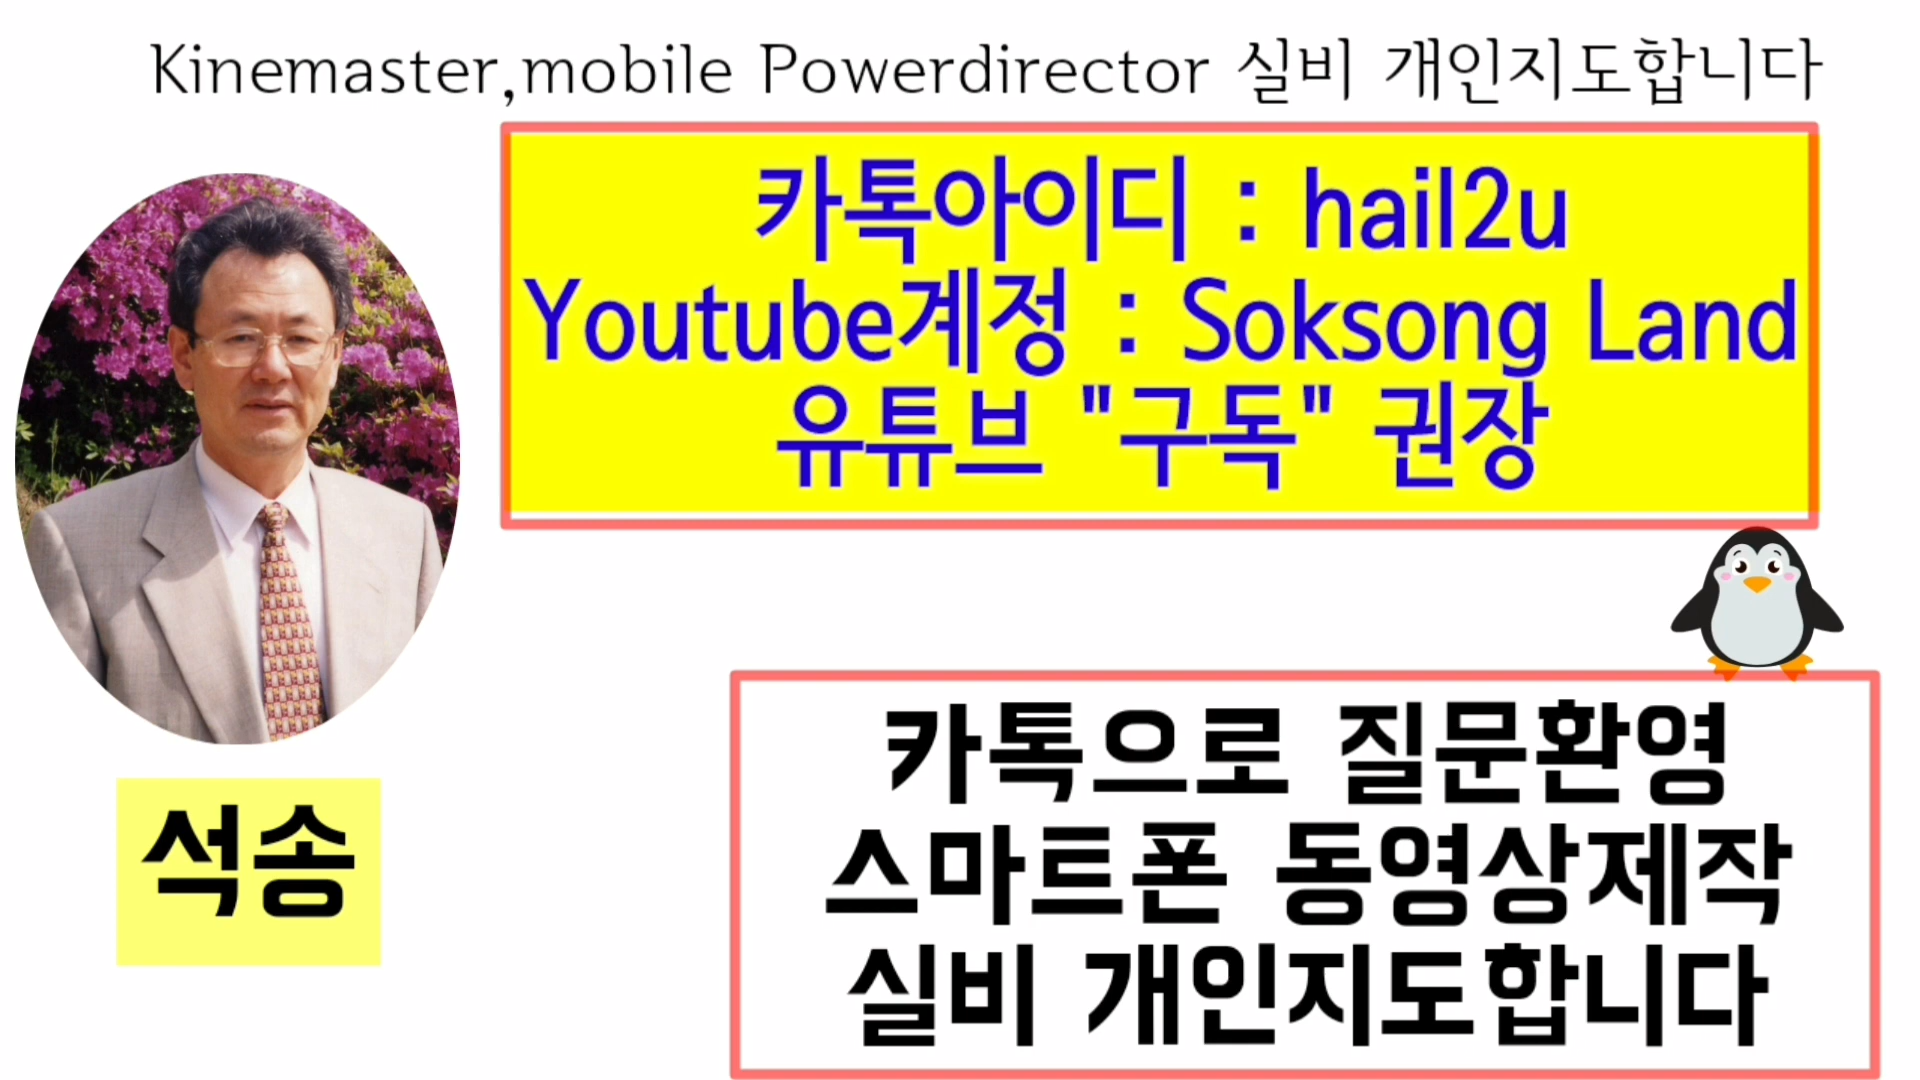 Kinemaster,mobile Powerdirector 실비 개인지도합니다
카톡아이디 : hail2u
Youtube계정 : Soksong Land
유튜브 "구독" 권장
석송
카톡으로 질문환영
스마트폰 동영상제작
실비 개인지도합니다